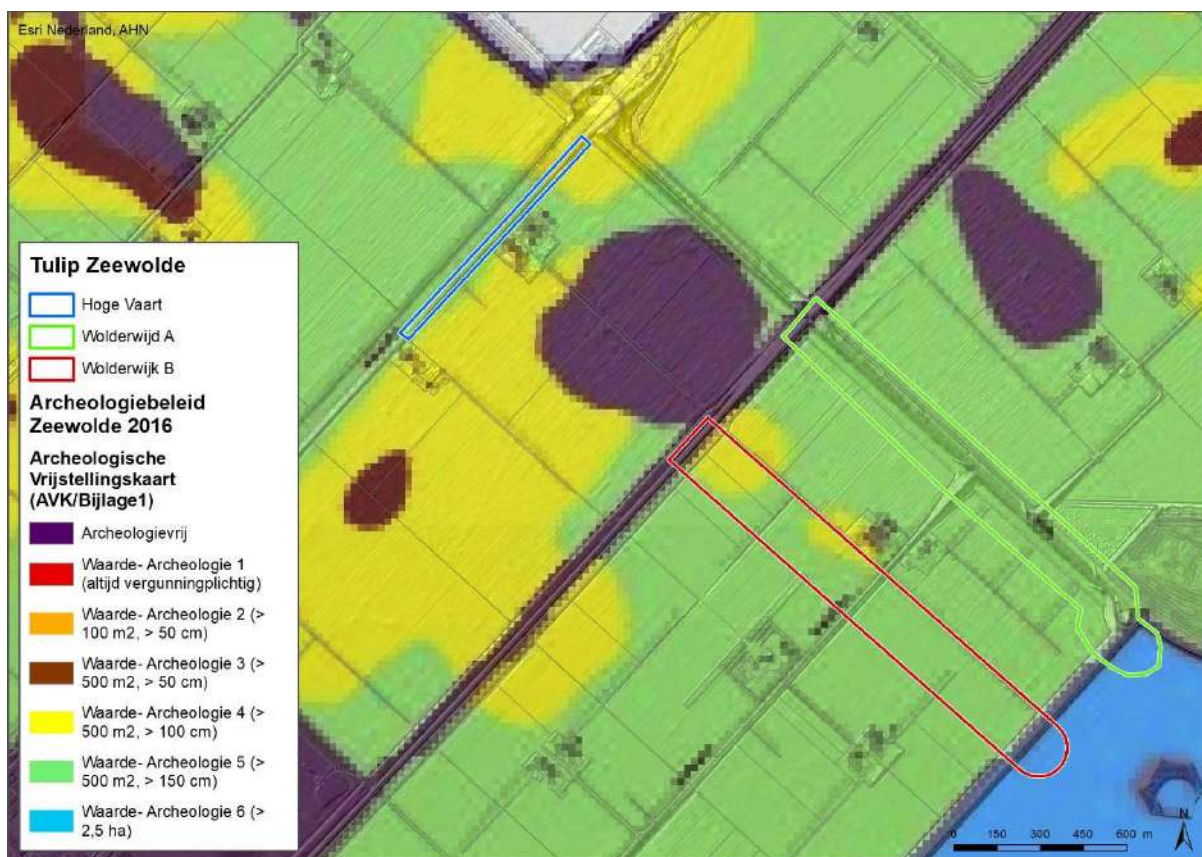 Esri Nederland, AHN
Tulip Zeewolde
Hoge Vaart
Wolderwijd A
Wolderwijk B
Archeologiebeleid
Zeewolde 2016
Archeologische
Vrijstellingskaart
(AVK/Bijlage1)
Archeologievrij
Waarde- Archeologie 1
(altijd vergunningplichtig)
Waarde- Archeologie 2 (>
100 m2, > 50 cm)
Waarde- Archeologie 3 (>
500 m2, > 50 cm)
Waarde- Archeologie 4 (>
500 m2, > 100 cm)
Waarde- Archeologie 5 (>
500 m2, > 150 cm)
Waarde- Archeologie 6 (>
2,5 ha)
0 150 300 450 600 m